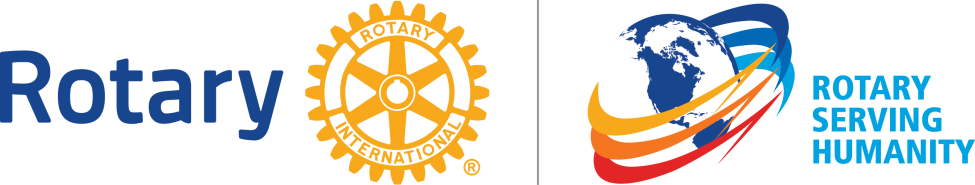 Rotary
ROTARY
INTERNATIONAL
®
ROTARY
SERVING
HUMANITY